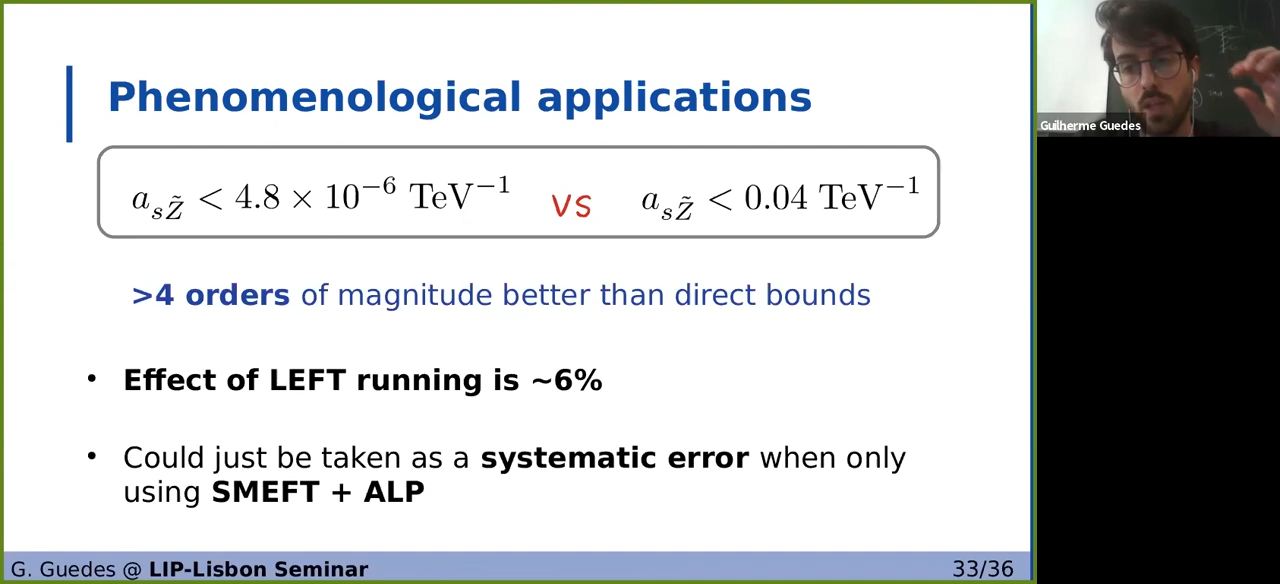 Phenomenological applications
a_{sZ̃} < 4.8 × 10⁻⁶ TeV⁻¹ vs a_{sZ̃} < 0.04 TeV⁻¹
>4 orders of magnitude better than direct bounds
• Effect of LEFT running is ~6%
• Could just be taken as a systematic error when only
using SMEFT + ALP
G. Guedes @ LIP-Lisbon Seminar 33/36
Guilherme Guedes